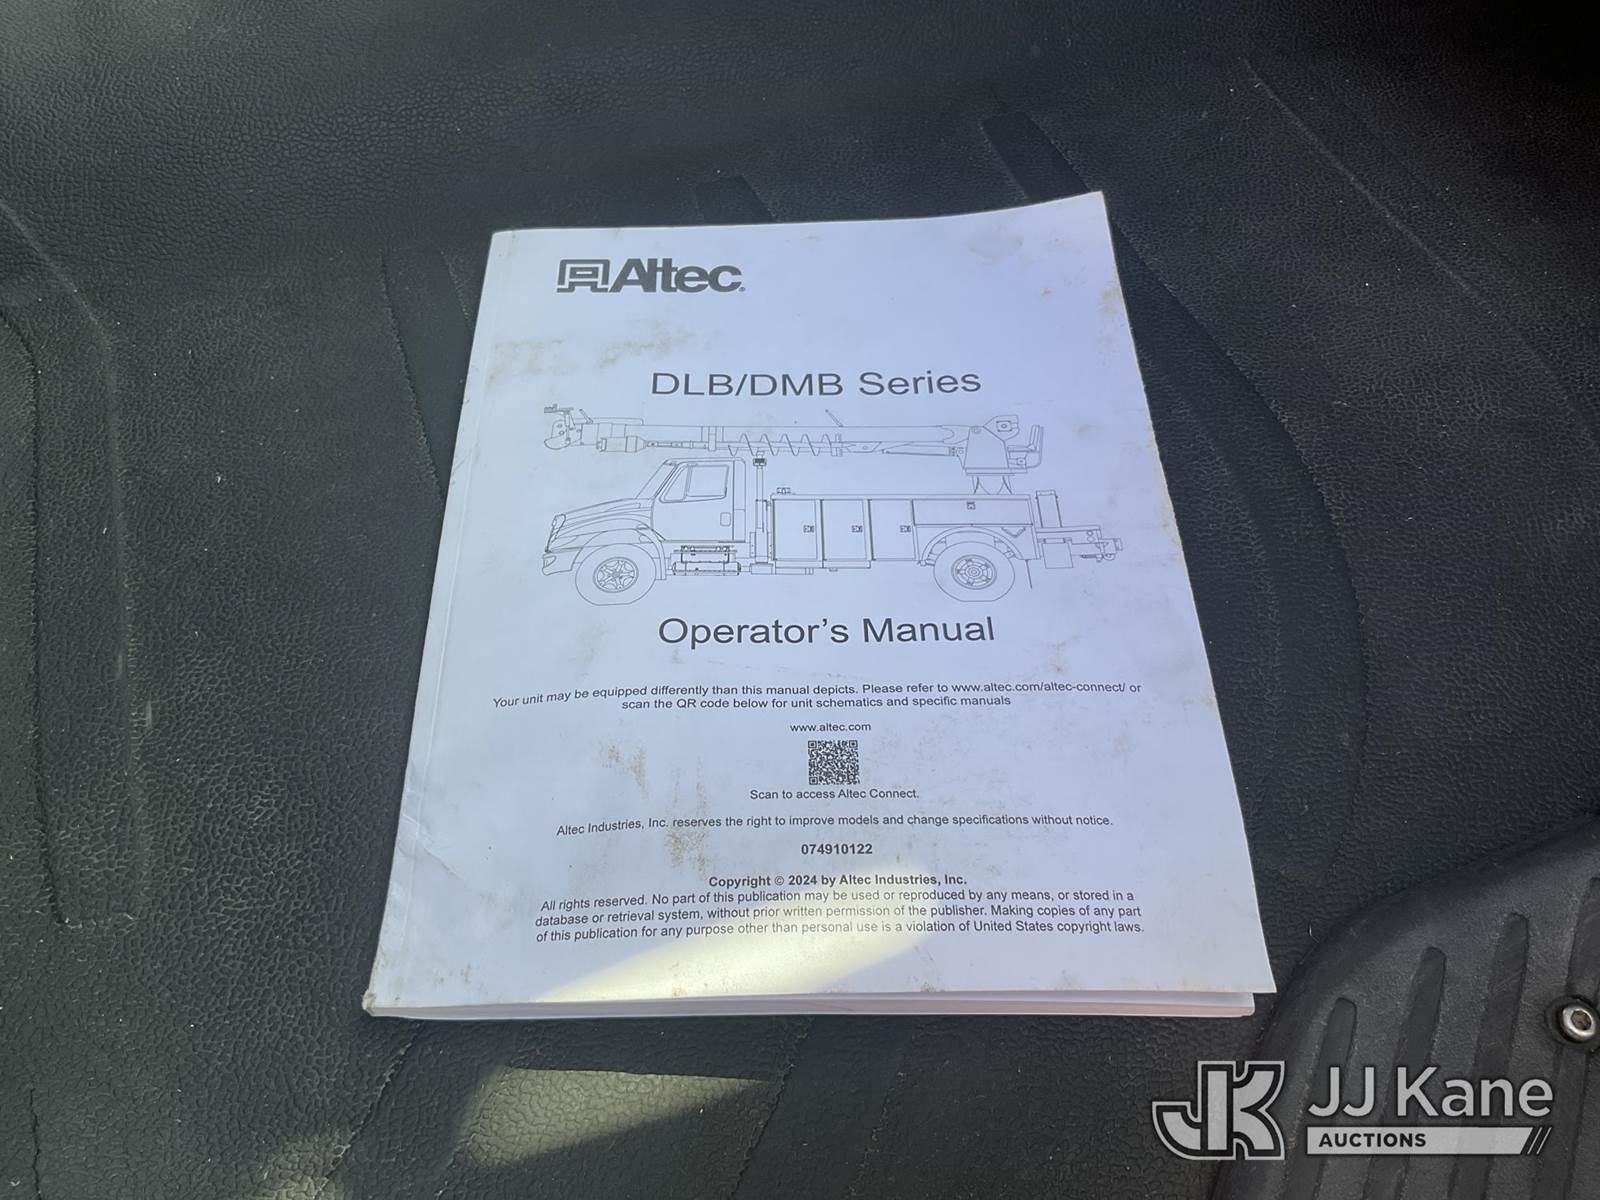 Altec®
DLB/DMB Series
Operator's Manual
Your unit may be equipped differently than this manual depicts. Please refer to www.altec.com/altec-connect/ or
scan the QR code below for unit schematics and specific manuals
www.altec.com
Scan to access Altec Connect.
Altec Industries, Inc. reserves the right to improve models and change specifications without notice.
074910122
Copyright © 2024 by Altec Industries, Inc.
All rights reserved. No part of this publication may be used or reproduced by any means, or stored in a
database or retrieval system, without prior written permission of the publisher. Making copies of any part
of this publication for any purpose other than personal use is a violation of United States copyright laws.
JK JJ Kane
AUCTIONS